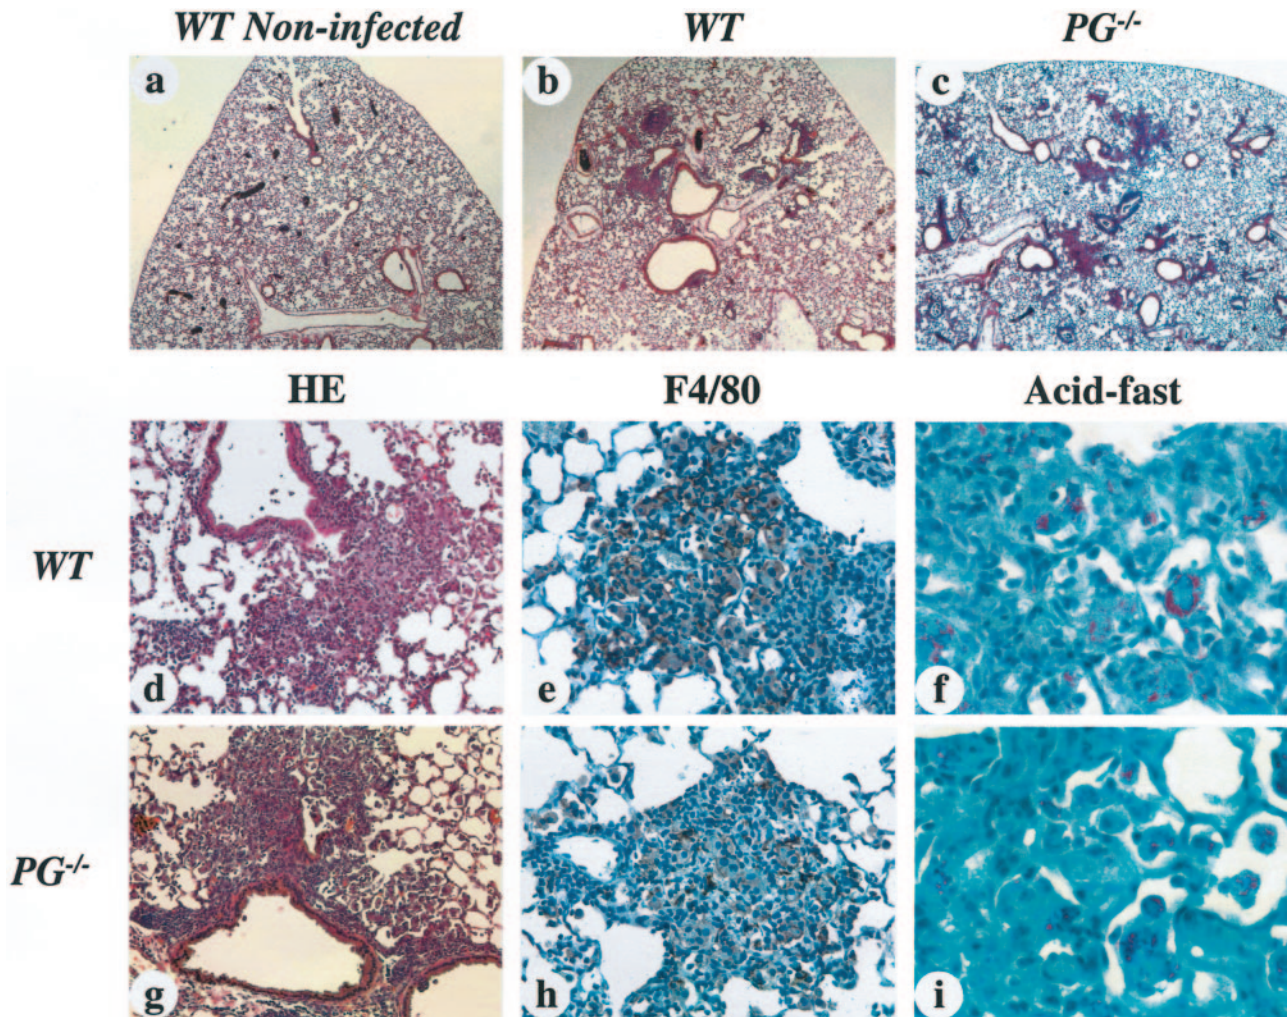 WT Non-infected WT PG-/-
a b c
HE F4/80 Acid-fast
WT
d e f
PG-/-
g h i